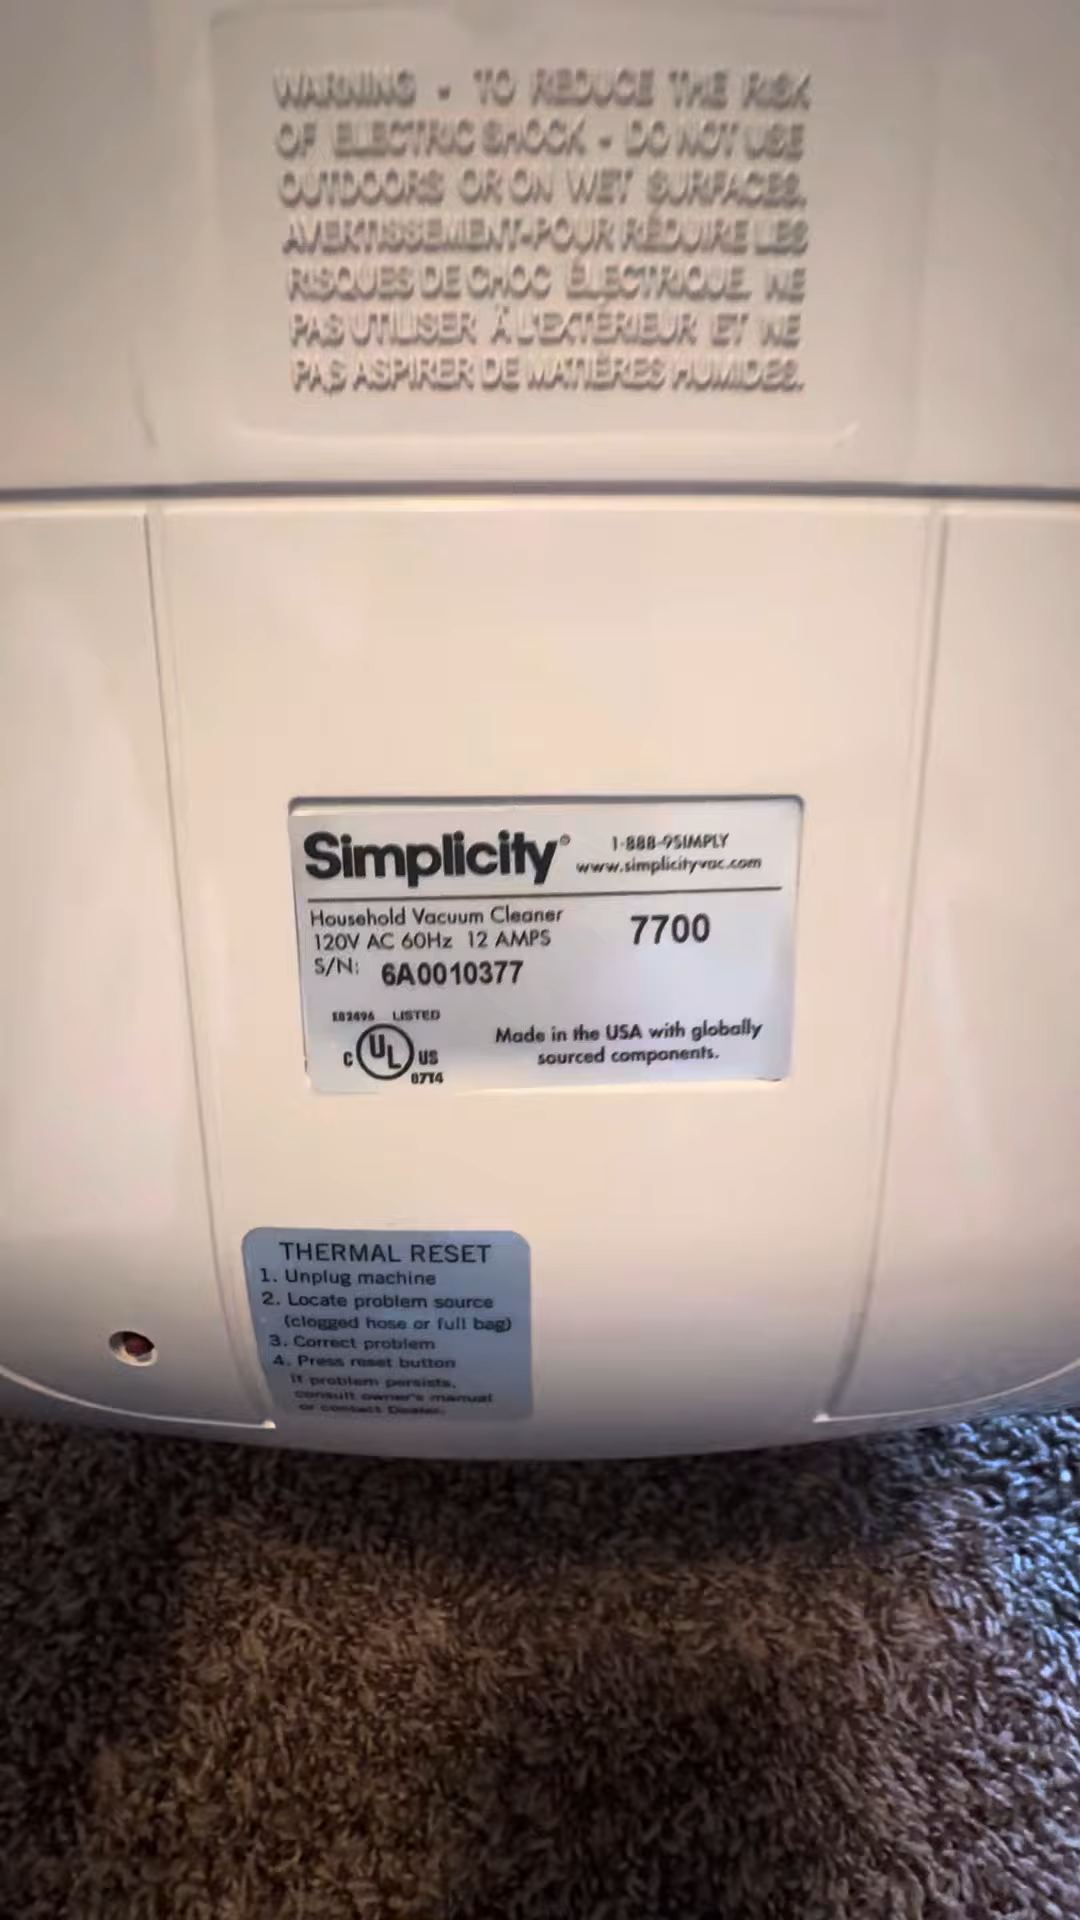 WARNING - TO REDUCE THE RISK
OF ELECTRIC SHOCK - DO NOT USE
OUTDOORS OR ON WET SURFACES.
AVERTISSEMENT-POUR RÉDUIRE LES
RISQUES DE CHOC ÉLECTRIQUE. NE
PAS UTILISER À L'EXTÉRIEUR ET NE
PAS ASPIRER DE MATIÈRES HUMIDES.
Simplicity®
1-888-9SIMPLY
www.simplicityvac.com
Household Vacuum Cleaner
120V AC 60Hz 12 AMPS
7700
S/N: 6A0010377
E82496 LISTED
C UL US
07T4
Made in the USA with globally
sourced components.
THERMAL RESET
1. Unplug machine
2. Locate problem source
(clogged hose or full bag)
3. Correct problem
4. Press reset button
If problem persists,
consult owner's manual
or contact Dealer.